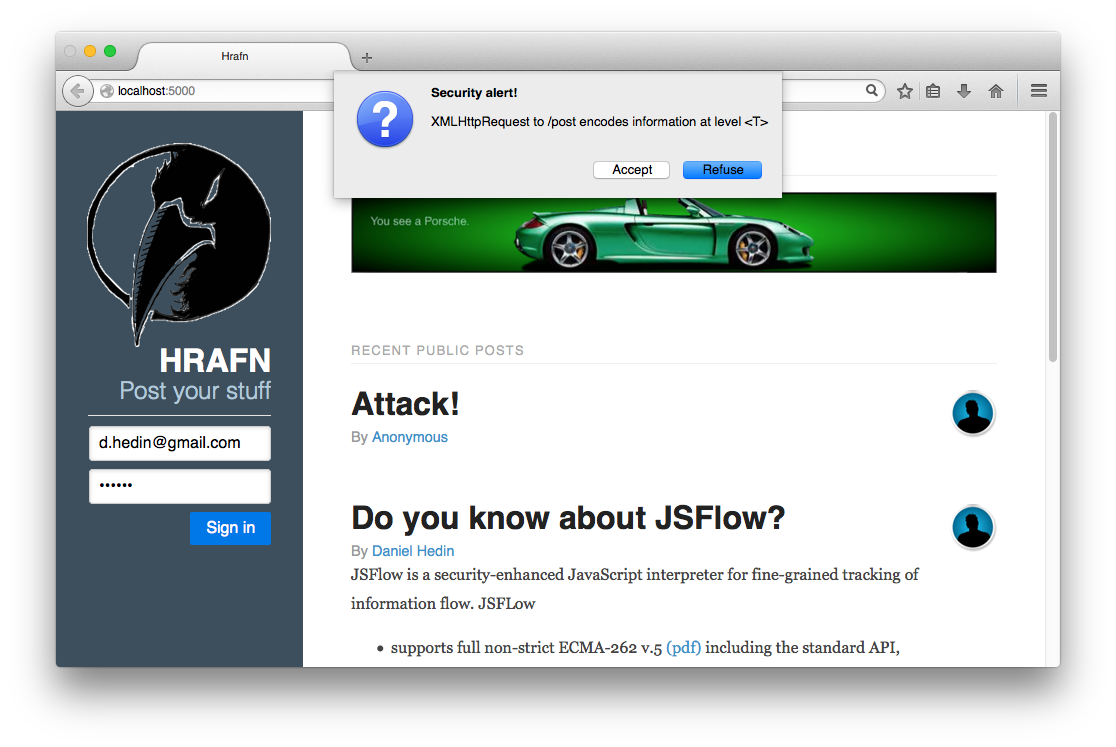 Hrafn
localhost:5000
Security alert!
XMLHttpRequest to /post encodes information at level <T>
Accept
Refuse
You see a Porsche.
HRAFN
Post your stuff
d.hedin@gmail.com
••••••
Sign in
RECENT PUBLIC POSTS
Attack!
By Anonymous
Do you know about JSFlow?
By Daniel Hedin
JSFlow is a security-enhanced JavaScript interpreter for fine-grained tracking of
information flow. JSFLow
• supports full non-strict ECMA-262 v.5 (pdf) including the standard API,